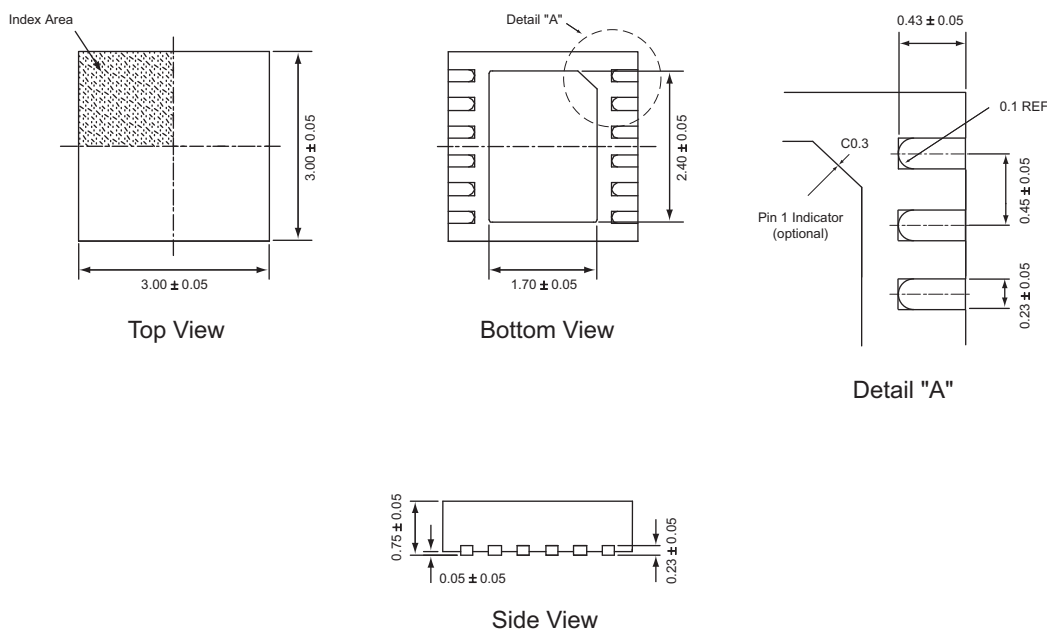 Index Area
3.00 ± 0.05
3.00 ± 0.05
Top View
Detail "A"
2.40 ± 0.05
1.70 ± 0.05
Bottom View
0.43 ± 0.05
0.1 REF
C0.3
Pin 1 Indicator
(optional)
0.45 ± 0.05
0.23 ± 0.05
Detail "A"
0.75 ± 0.05
0.05 ± 0.05
0.23 ± 0.05
Side View